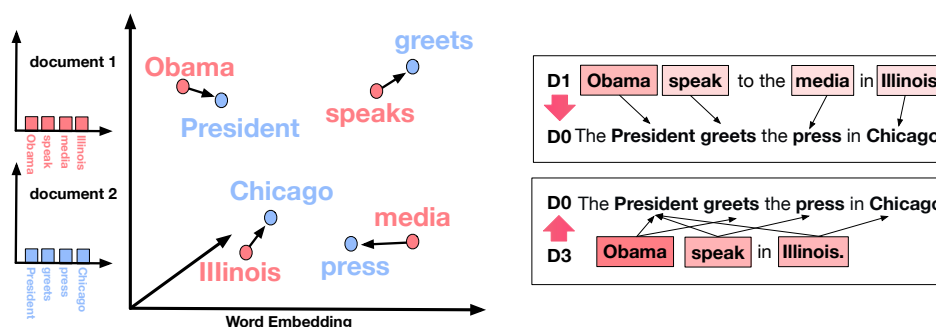 document 1
Obama
speak
media
Illinois
document 2
President
greets
press
Chicago
Obama
President
greets
speaks
Chicago
Illinois
media
press
Word Embedding
D1 Obama speak to the media in Illinois
D0 The President greets the press in Chicago
D0 The President greets the press in Chicago
D3 Obama speak in Illinois.